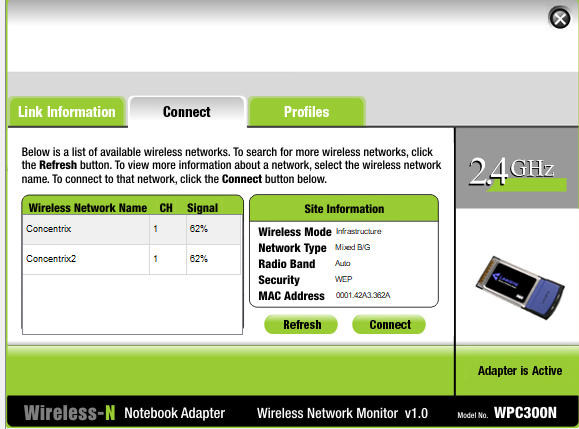 Link Information
Connect
Profiles
Below is a list of available wireless networks. To search for more wireless networks, click
the Refresh button. To view more information about a network, select the wireless network
name. To connect to that network, click the Connect button below.
2.4GHz
Wireless Network Name CH Signal
Concentrix 1 62%
Concentrix2 1 62%
Site Information
Wireless Mode Infrastructure
Network Type Mixed B/G
Radio Band Auto
Security WEP
MAC Address 0001.42A3.362A
Refresh
Connect
Adapter is Active
Wireless-N Notebook Adapter Wireless Network Monitor v1.0 Model No. WPC300N